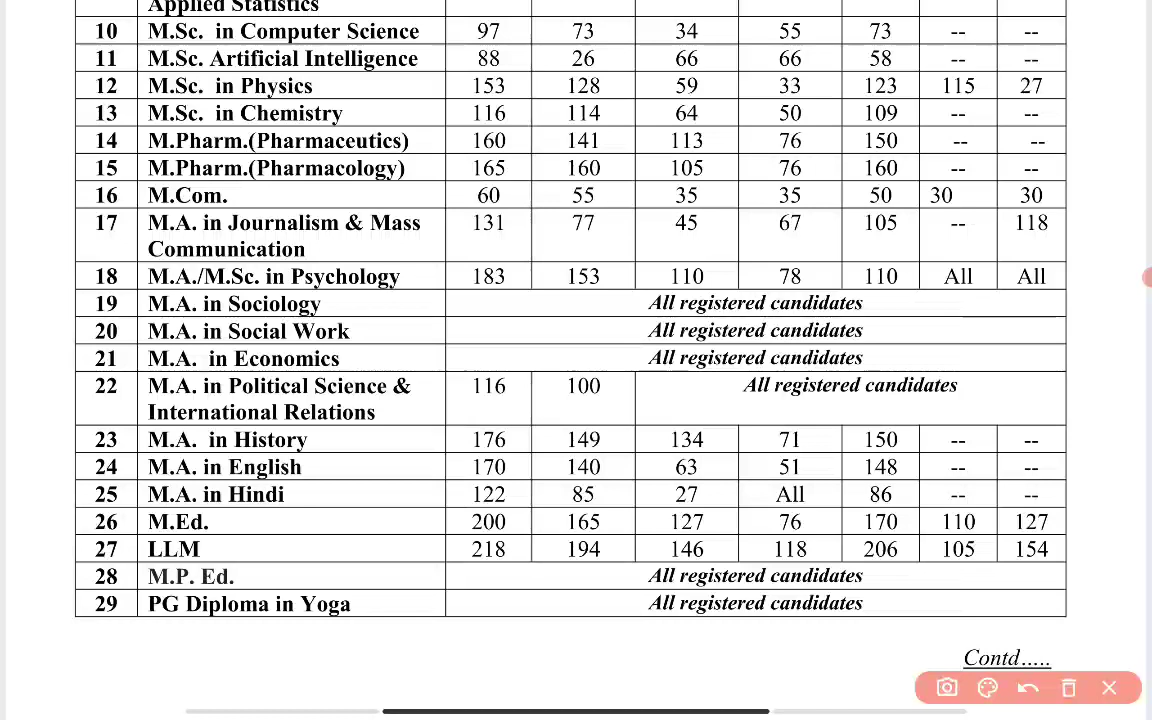 Applied Statistics
10 M.Sc. in Computer Science 97 73 34 55 73 -- --
11 M.Sc. Artificial Intelligence 88 26 66 66 58 -- --
12 M.Sc. in Physics 153 128 59 33 123 115 27
13 M.Sc. in Chemistry 116 114 64 50 109 -- --
14 M.Pharm.(Pharmaceutics) 160 141 113 76 150 -- --
15 M.Pharm.(Pharmacology) 165 160 105 76 160 -- --
16 M.Com. 60 55 35 35 50 30 30
17 M.A. in Journalism & Mass 131 77 45 67 105 -- 118
Communication
18 M.A./M.Sc. in Psychology 183 153 110 78 110 All All
19 M.A. in Sociology All registered candidates
20 M.A. in Social Work All registered candidates
21 M.A. in Economics All registered candidates
22 M.A. in Political Science & 116 100 All registered candidates
International Relations
23 M.A. in History 176 149 134 71 150 -- --
24 M.A. in English 170 140 63 51 148 -- --
25 M.A. in Hindi 122 85 27 All 86 -- --
26 M.Ed. 200 165 127 76 170 110 127
27 LLM 218 194 146 118 206 105 154
28 M.P. Ed. All registered candidates
29 PG Diploma in Yoga All registered candidates
Contd.....